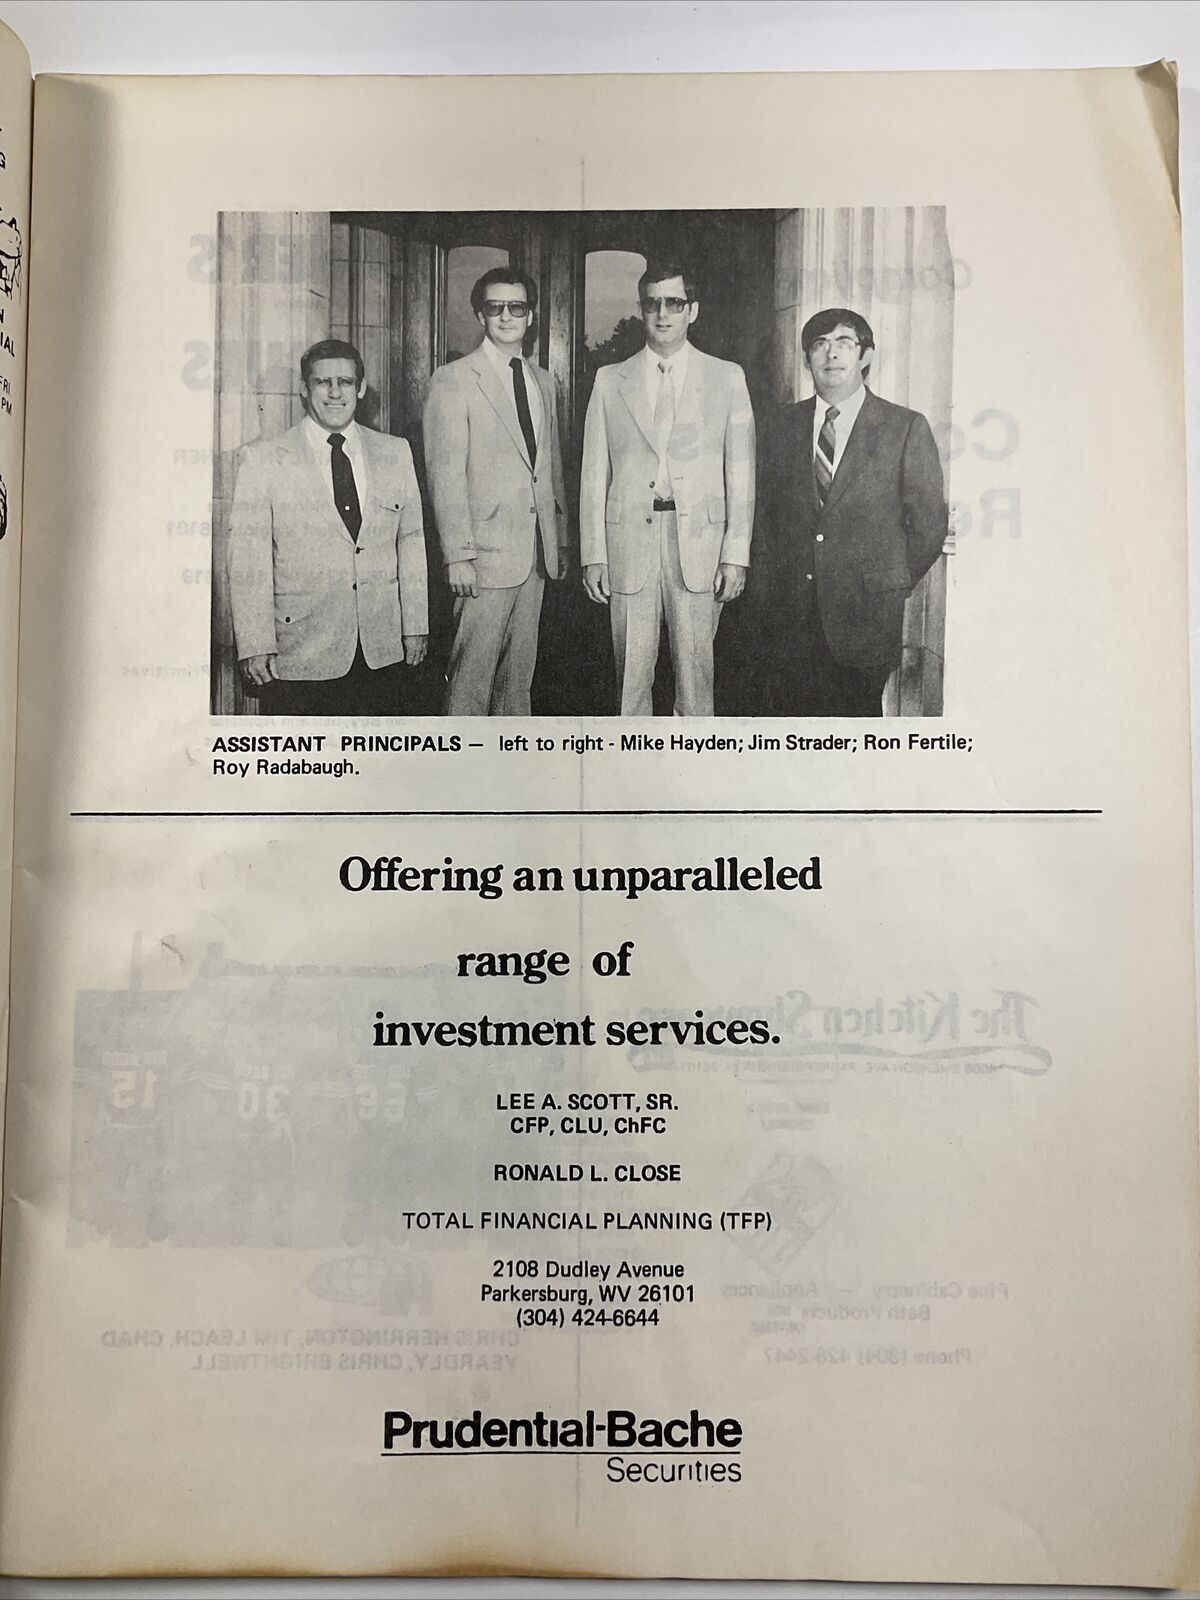 ASSISTANT PRINCIPALS — left to right - Mike Hayden; Jim Strader; Ron Fertile;
Roy Radabaugh.
Offering an unparalleled
range of
investment services.
LEE A. SCOTT, SR.
CFP, CLU, ChFC
RONALD L. CLOSE
TOTAL FINANCIAL PLANNING (TFP)
2108 Dudley Avenue
Parkersburg, WV 26101
(304) 424-6644
Prudential-Bache
Securities